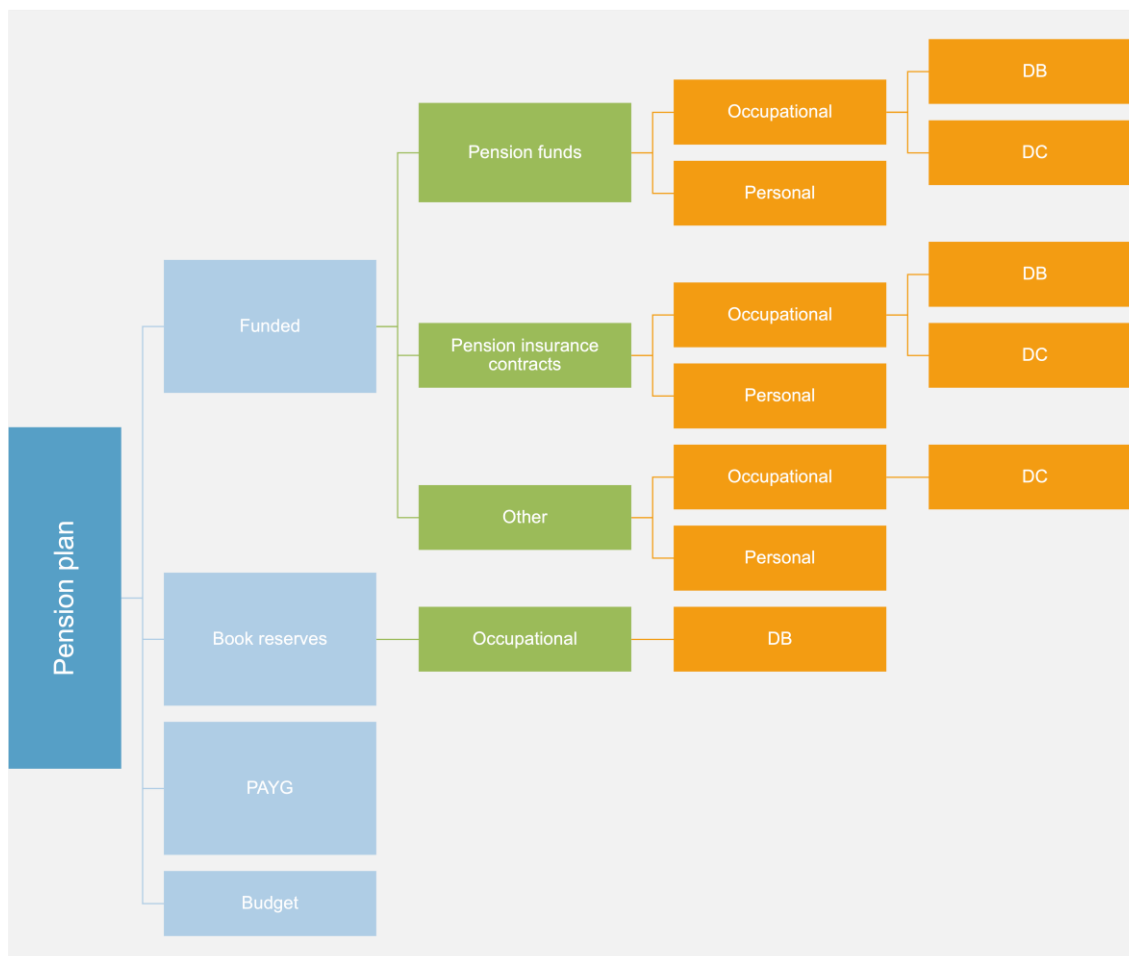 Pension plan
Funded
Pension funds
Occupational
DB
DC
Personal
Pension insurance
contracts
Occupational
DB
DC
Personal
Other
Occupational
DC
Personal
Book reserves
Occupational
DB
PAYG
Budget